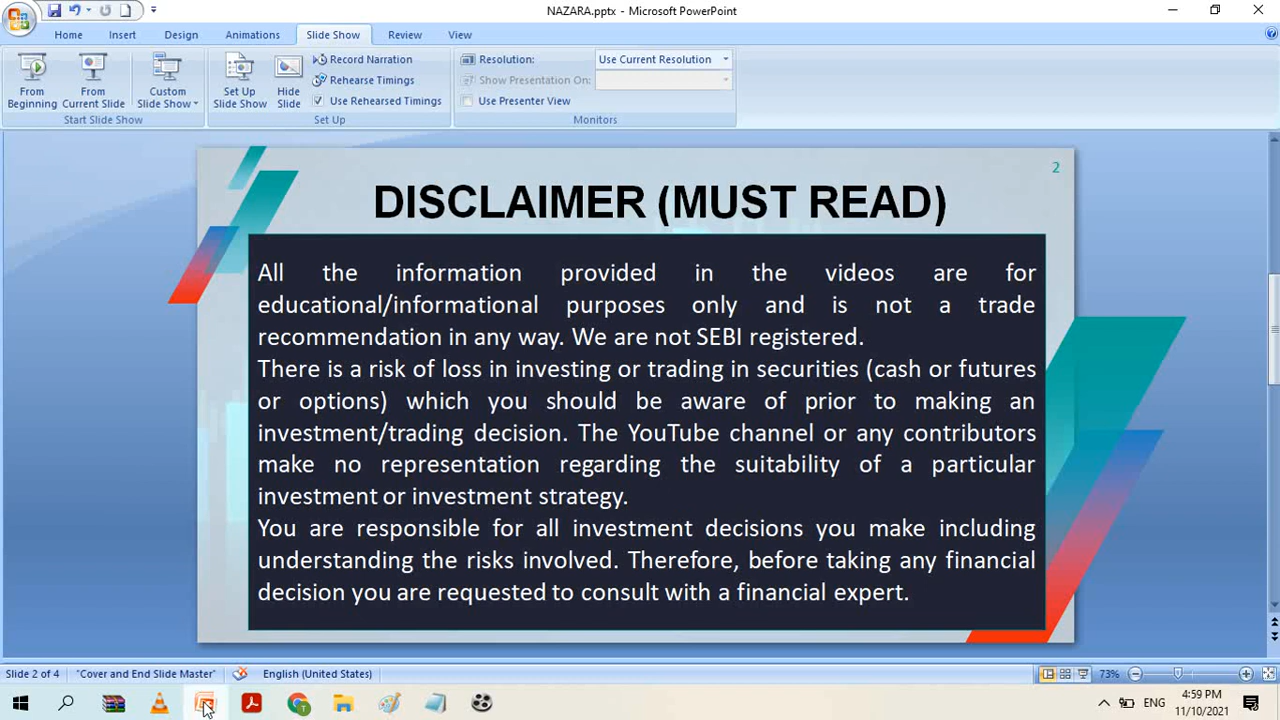 NAZARA.pptx - Microsoft PowerPoint
Home Insert Design Animations Slide Show Review View
From Beginning
From Current Slide
Custom Slide Show
Set Up Slide Show
Hide Slide
Record Narration
Rehearse Timings
Use Rehearsed Timings
Resolution: Use Current Resolution
Show Presentation On:
Use Presenter View
Start Slide Show Set Up Monitors
2
DISCLAIMER (MUST READ)
All the information provided in the videos are for
educational/informational purposes only and is not a trade
recommendation in any way. We are not SEBI registered.
There is a risk of loss in investing or trading in securities (cash or futures
or options) which you should be aware of prior to making an
investment/trading decision. The YouTube channel or any contributors
make no representation regarding the suitability of a particular
investment or investment strategy.
You are responsible for all investment decisions you make including
understanding the risks involved. Therefore, before taking any financial
decision you are requested to consult with a financial expert.
Slide 2 of 4 "Cover and End Slide Master" English (United States) 73%
ENG 4:59 PM
11/10/2021